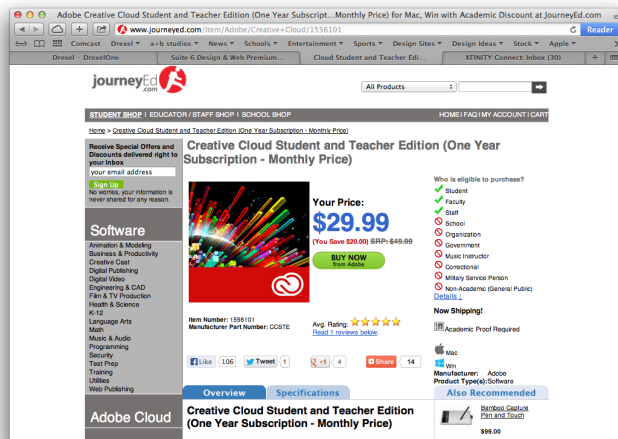 Adobe Creative Cloud Student and Teacher Edition (One Year Subscript...Monthly Price) for Mac, Win with Academic Discount at JourneyEd.com
www.journeyed.com/item/Adobe/Creative+Cloud/1556101
Reader
Comcast Drexel News a+b studios News Schools Entertainment Sports Design Sites Design Ideas Stock Apple
Drexel – DrexelOne
Suite 6 Design & Web Premium...
Cloud Student and Teacher Edi...
XFINITY Connect: Inbox (30)
journeyEd
.com
All Products
STUDENT SHOP | EDUCATOR / STAFF SHOP | SCHOOL SHOP
HOME | FAQ | MY ACCOUNT | CART
Home > Creative Cloud Student and Teacher Edition (One Year Subscription - Monthly Price)
Receive Special Offers and
Discounts delivered right to
your Inbox
your email address
Sign Up
No worries, your information is
never shared for any reason.
Software
Animation & Modeling
Business & Productivity
Creative Cast
Digital Publishing
Digital Video
Engineering & CAD
Film & TV Production
Health & Science
K-12
Language Arts
Math
Music & Audio
Programming
Security
Test Prep
Training
Utilities
Web Publishing
Adobe Cloud
Creative Cloud Student and Teacher Edition (One Year
Subscription - Monthly Price)
Your Price:
$29.99
(You Save $20.00) SRP: $49.99
BUY NOW
from Adobe
Item Number: 1556101
Manufacturer Part Number: CCSTE
Avg. Rating:
Read 1 reviews below.
Like 106
Tweet 1
+1 4
Share 14
Who is eligible to purchase?
Student
Faculty
Staff
School
Organization
Government
Music Instructor
Correctional
Military Service Person
Non-Academic (General Public)
Details ↓
Now Shipping!
Academic Proof Required
Mac
Win
Manufacturer: Adobe
Product Type(s): Software
Overview
Specifications
Creative Cloud Student and Teacher Edition
(One Year Subscription - Monthly Price)
Also Recommended
Bamboo Capture
Pen and Touch
$99.00